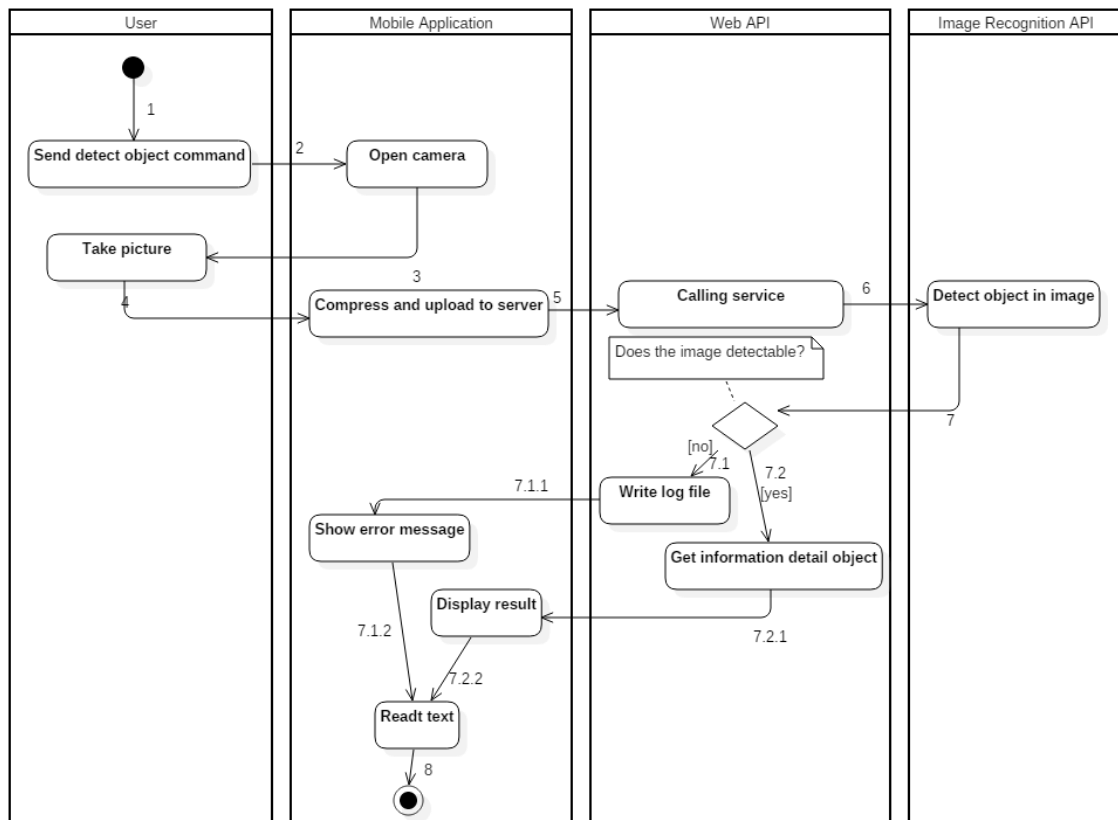 User
Mobile Application
Web API
Image Recognition API
1
Send detect object command
2
Open camera
Take picture
3
4
Compress and upload to server
5
Calling service
6
Detect object in image
Does the image detectable?
7
[no]
7.1
7.2
[yes]
Write log file
7.1.1
Show error message
Get information detail object
Display result
7.2.1
7.1.2
7.2.2
Readt text
8